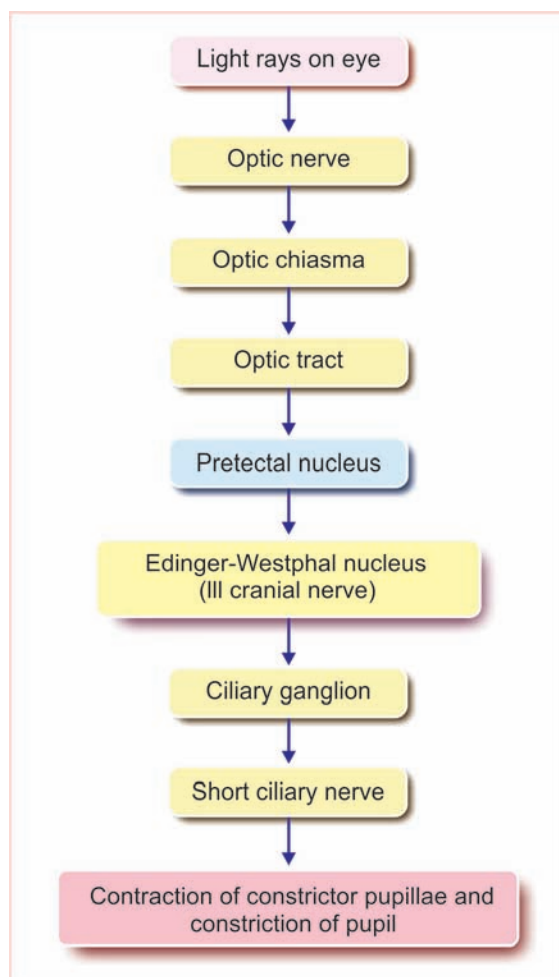 Light rays on eye
Optic nerve
Optic chiasma
Optic tract
Pretectal nucleus
Edinger-Westphal nucleus
(III cranial nerve)
Ciliary ganglion
Short ciliary nerve
Contraction of constrictor pupillae and
constriction of pupil